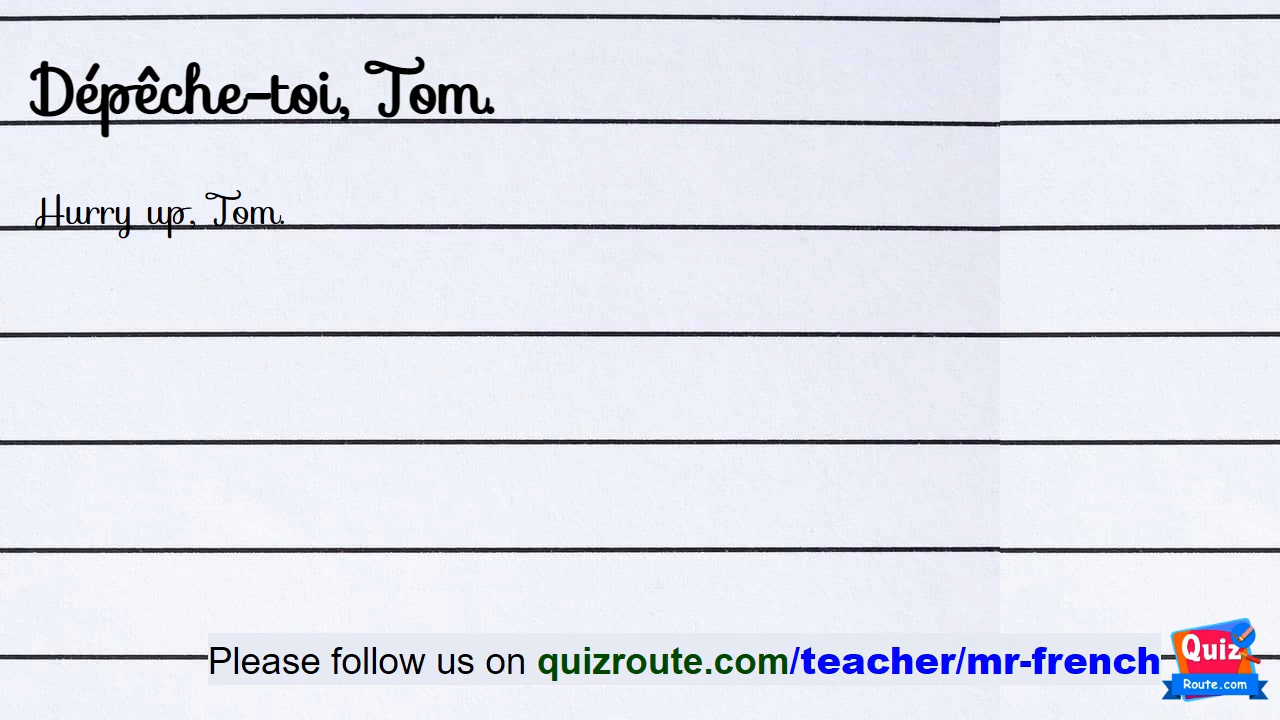 Dépêche-toi, Tom.
Hurry up, Tom.
Please follow us on quizroute.com/teacher/mr-french
Quiz
Route.com